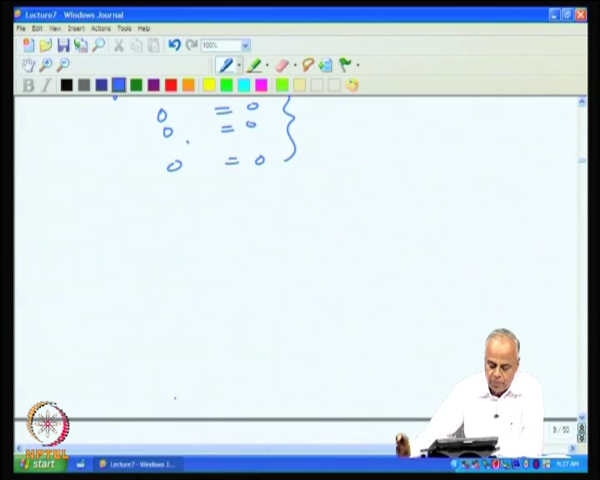 Lecture7 - Windows Journal
File Edit View Insert Actions Tools Help
100%
B I
0 = 0
0 = 0
0 = 0
9 / 50
NPTEL
start
Lecture7 - Windows J...
4:27 AM